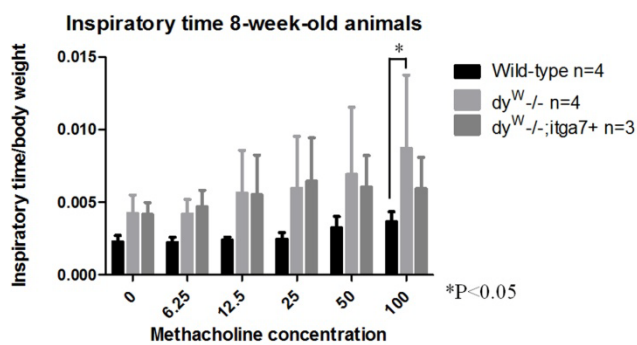 Inspiratory time 8-week-old animals
Inspiratory time/body weight
0.015
0.010
0.005
0.000
*
Wild-type n=4
dyᵂ-/- n=4
dyᵂ-/-;itga7+ n=3
0
6.25
12.5
25
50
100
*P<0.05
Methacholine concentration